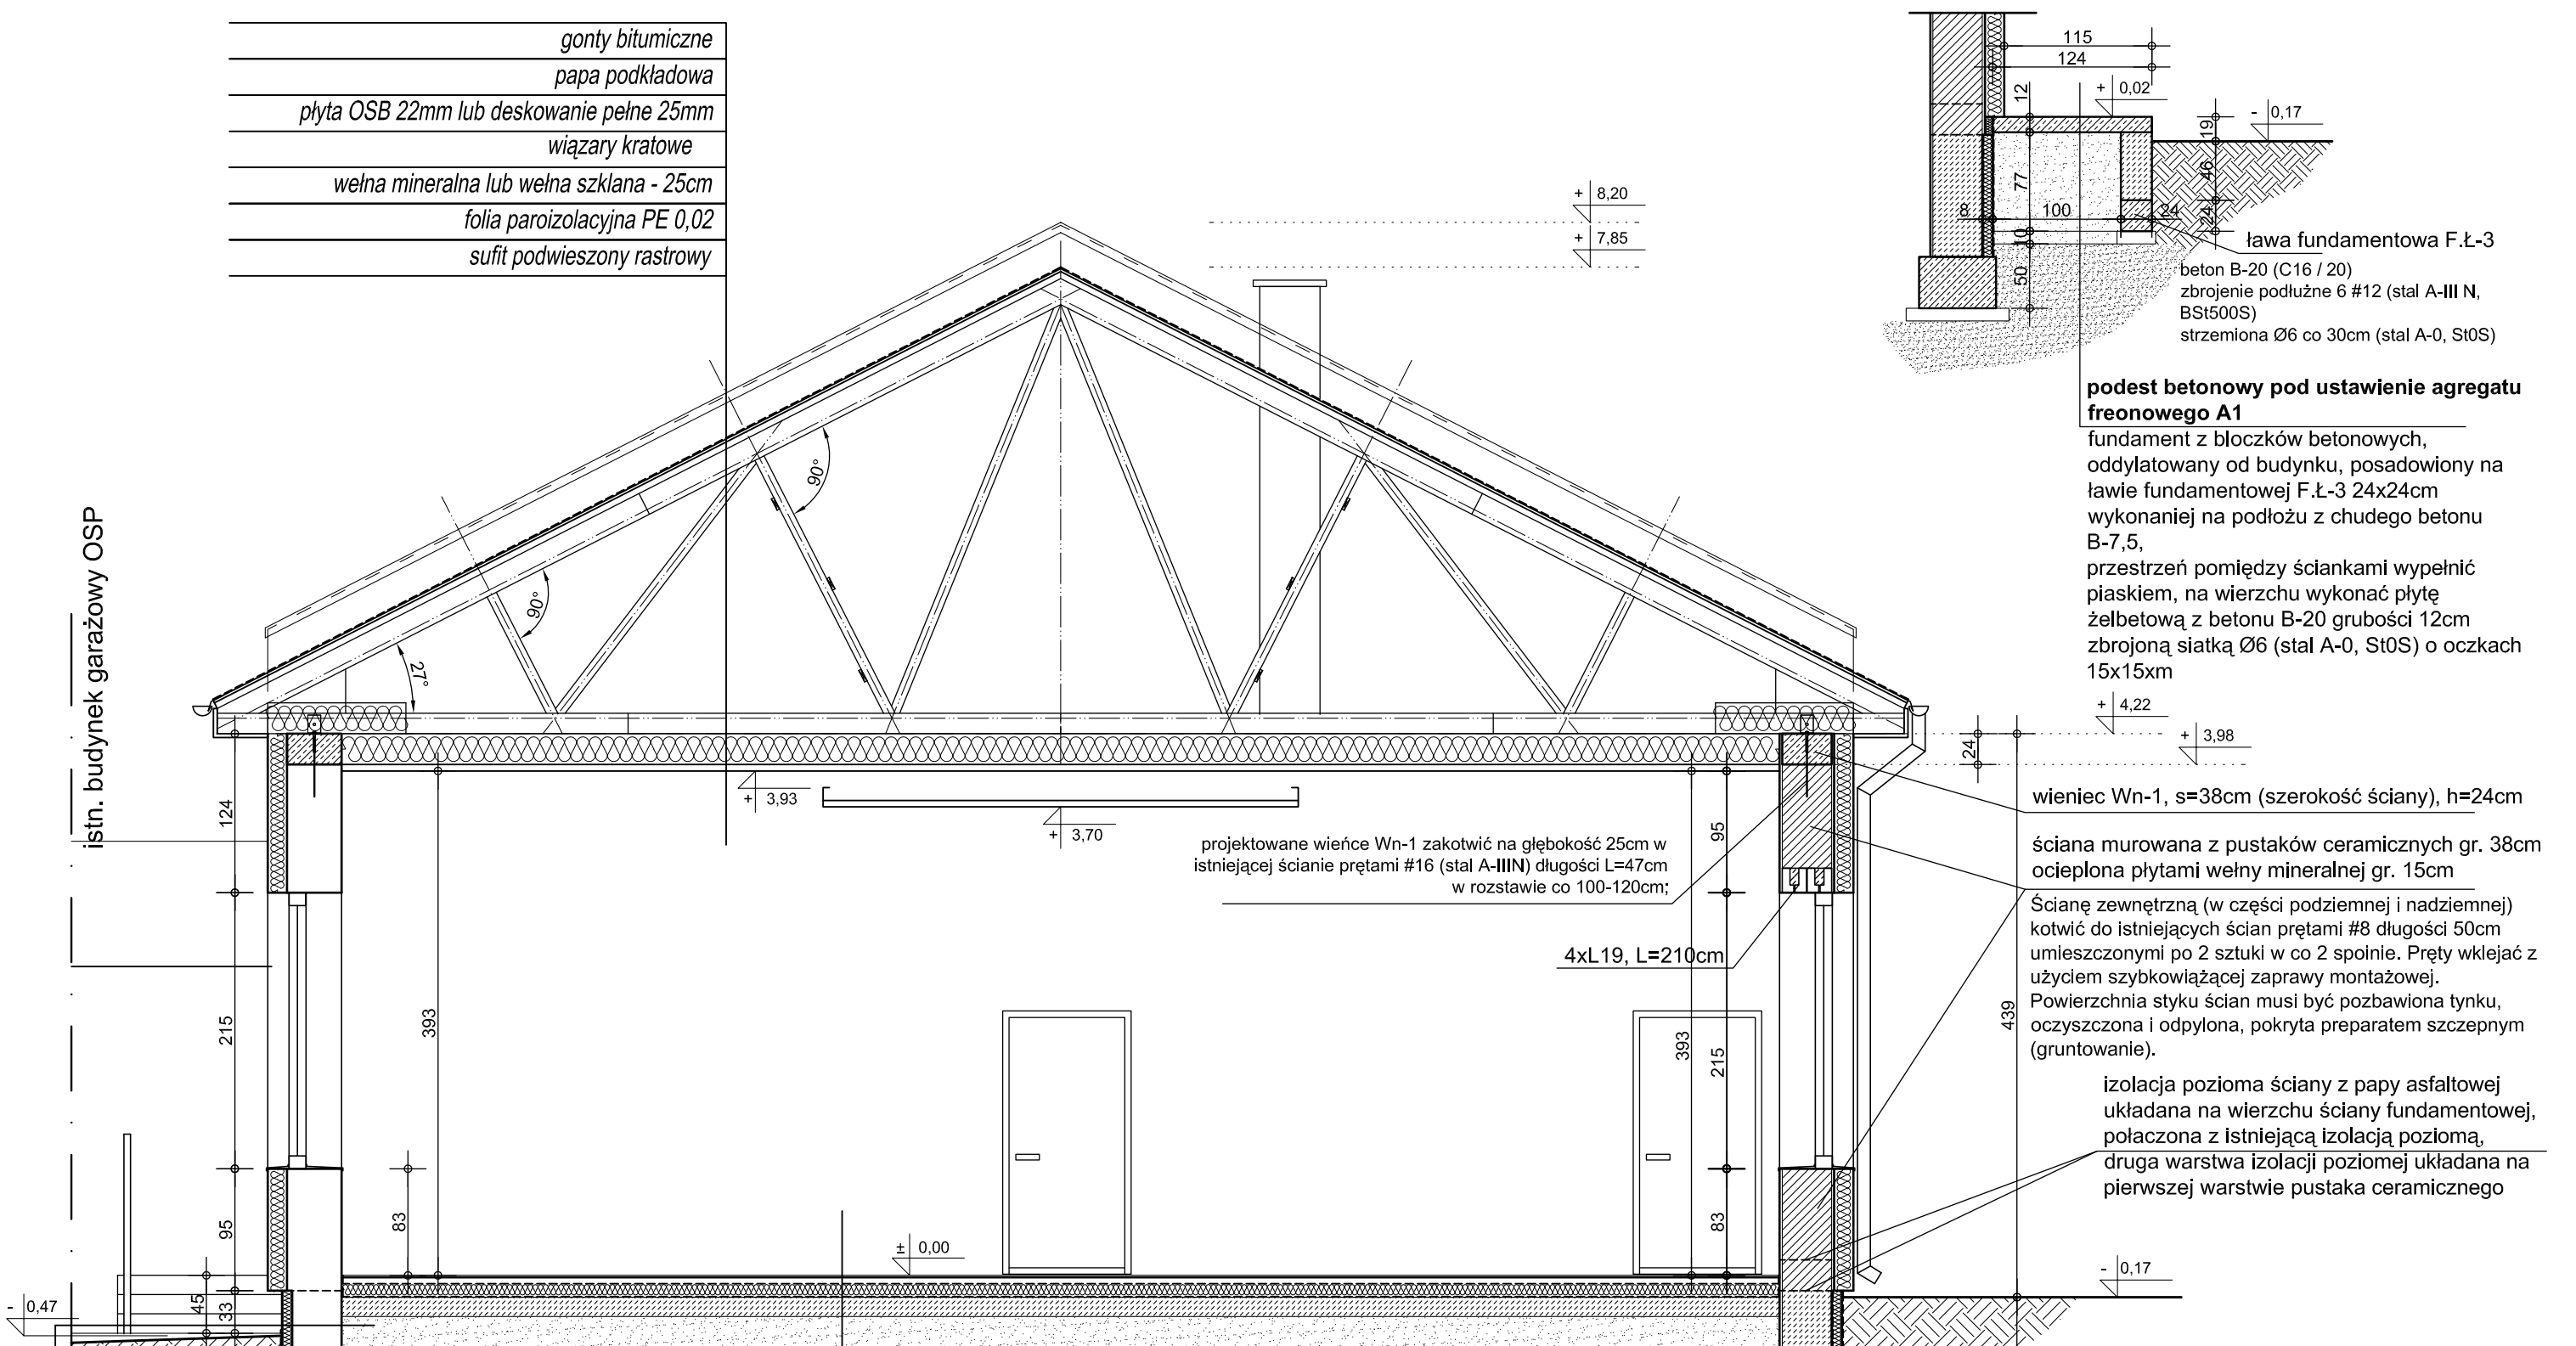 gonty bitumiczne
papa podkładowa
płyta OSB 22mm lub deskowanie pełne 25mm
wiązary kratowe
wełna mineralna lub wełna szklana - 25cm
folia paroizolacyjna PE 0,02
sufit podwieszony rastrowy
istn. budynek garażowy OSP
+ 8,20
+ 7,85
90°
90°
27°
115
124
12
+ 0,02
- 0,17
19
46
24
77
8
100
24
10
50
ława fundamentowa F.Ł-3
beton B-20 (C16 / 20)
zbrojenie podłużne 6 #12 (stal A-III N,
BSt500S)
strzemiona Ø6 co 30cm (stal A-0, St0S)
podest betonowy pod ustawienie agregatu
freonowego A1
fundament z bloczków betonowych,
oddylatowany od budynku, posadowiony na
ławie fundamentowej F.Ł-3 24x24cm
wykonaniej na podłożu z chudego betonu
B-7,5,
przestrzeń pomiędzy ściankami wypełnić
piaskiem, na wierzchu wykonać płytę
żelbetową z betonu B-20 grubości 12cm
zbrojoną siatką Ø6 (stal A-0, St0S) o oczkach
15x15xm
+ 4,22
+ 3,98
24
+ 3,93
+ 3,70
124
215
95
45
33
393
83
- 0,47
± 0,00
95
393
215
83
439
projektowane wieńce Wn-1 zakotwić na głębokość 25cm w
istniejącej ścianie prętami #16 (stal A-IIIN) długości L=47cm
w rozstawie co 100-120cm;
4xL19, L=210cm
wieniec Wn-1, s=38cm (szerokość ściany), h=24cm
ściana murowana z pustaków ceramicznych gr. 38cm
ocieplona płytami wełny mineralnej gr. 15cm
Ścianę zewnętrzną (w części podziemnej i nadziemnej)
kotwić do istniejących ścian prętami #8 długości 50cm
umieszczonymi po 2 sztuki w co 2 spoinie. Pręty wklejać z
użyciem szybkowiążącej zaprawy montażowej.
Powierzchnia styku ścian musi być pozbawiona tynku,
oczyszczona i odpylona, pokryta preparatem szczepnym
(gruntowanie).
izolacja pozioma ściany z papy asfaltowej
układana na wierzchu ściany fundamentowej,
połaczona z istniejącą izolacją poziomą,
druga warstwa izolacji poziomej układana na
pierwszej warstwie pustaka ceramicznego
- 0,17